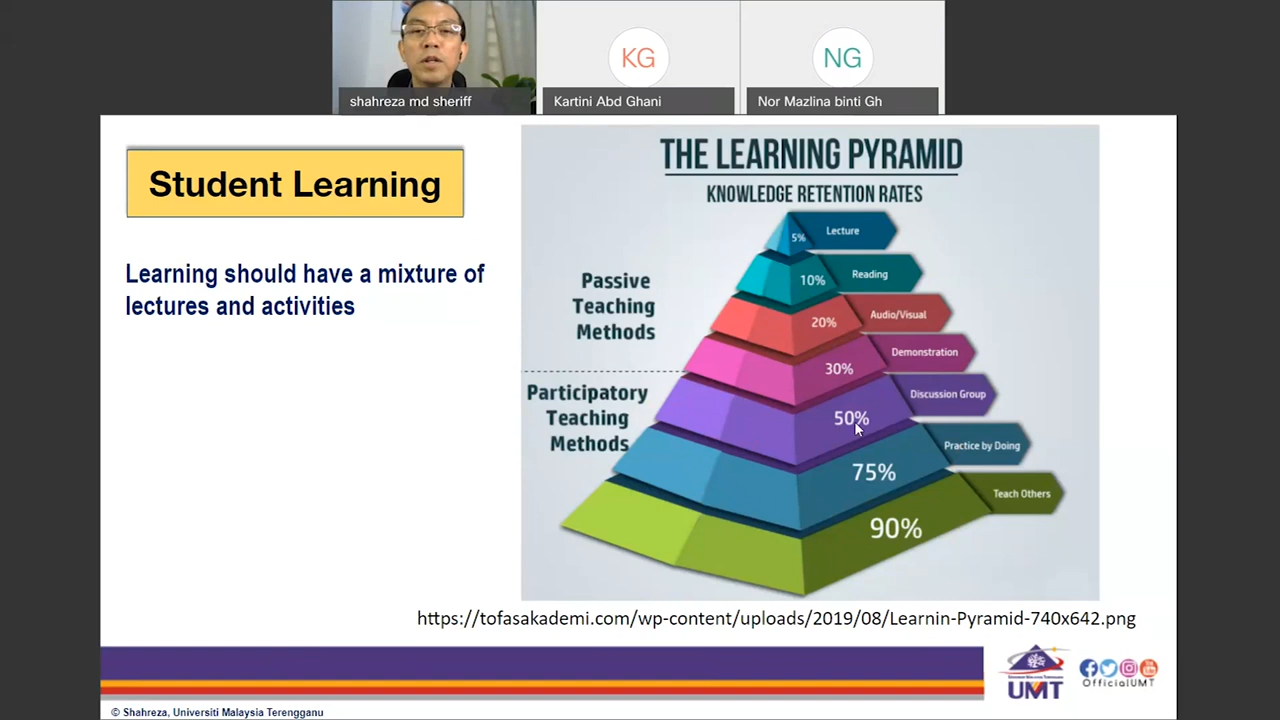 KG
NG
shahreza md sheriff
Kartini Abd Ghani
Nor Mazlina binti Gh
Student Learning
Learning should have a mixture of
lectures and activities
THE LEARNING PYRAMID
KNOWLEDGE RETENTION RATES
Passive
Teaching
Methods
Participatory
Teaching
Methods
5% Lecture
10% Reading
20% Audio/Visual
30% Demonstration
50% Discussion Group
75% Practice by Doing
90% Teach Others
https://tofasakademi.com/wp-content/uploads/2019/08/Learnin-Pyramid-740x642.png
UMT
OfficialUMT
© Shahreza, Universiti Malaysia Terengganu